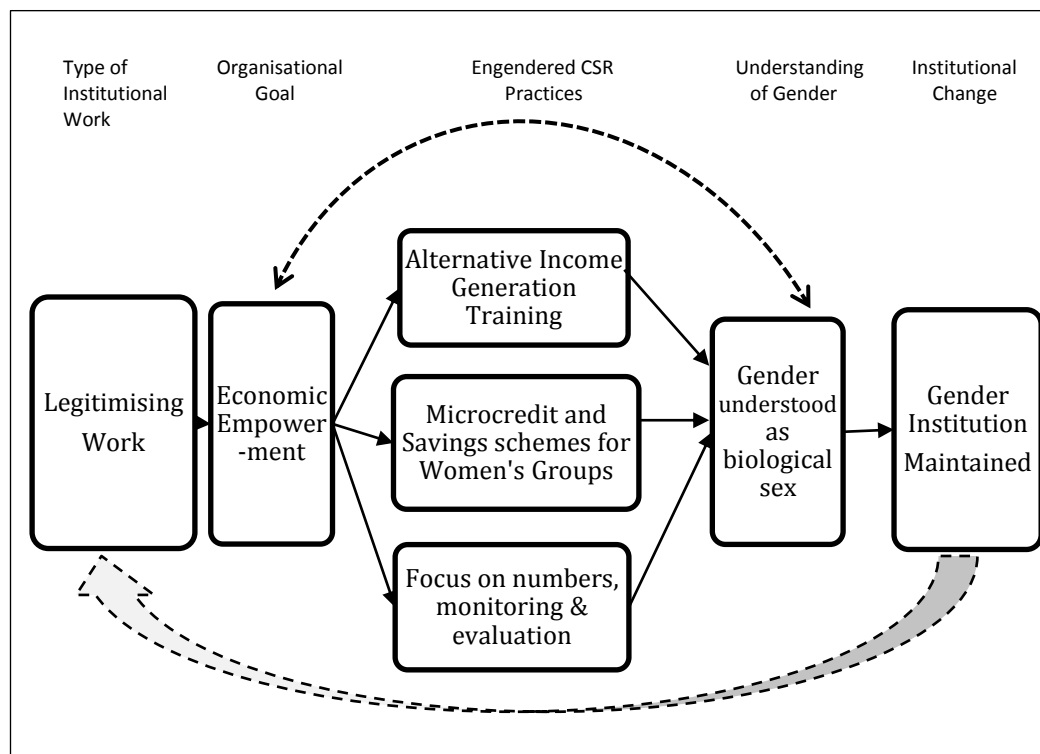 Type of
Institutional
Work
Organisational
Goal
Engendered CSR
Practices
Understanding
of Gender
Institutional
Change
Legitimising
Work
Economic
Empower
-ment
Alternative Income
Generation
Training
Microcredit and
Savings schemes for
Women's Groups
Focus on numbers,
monitoring &
evaluation
Gender
understood
as
biological
sex
Gender
Institution
Maintained